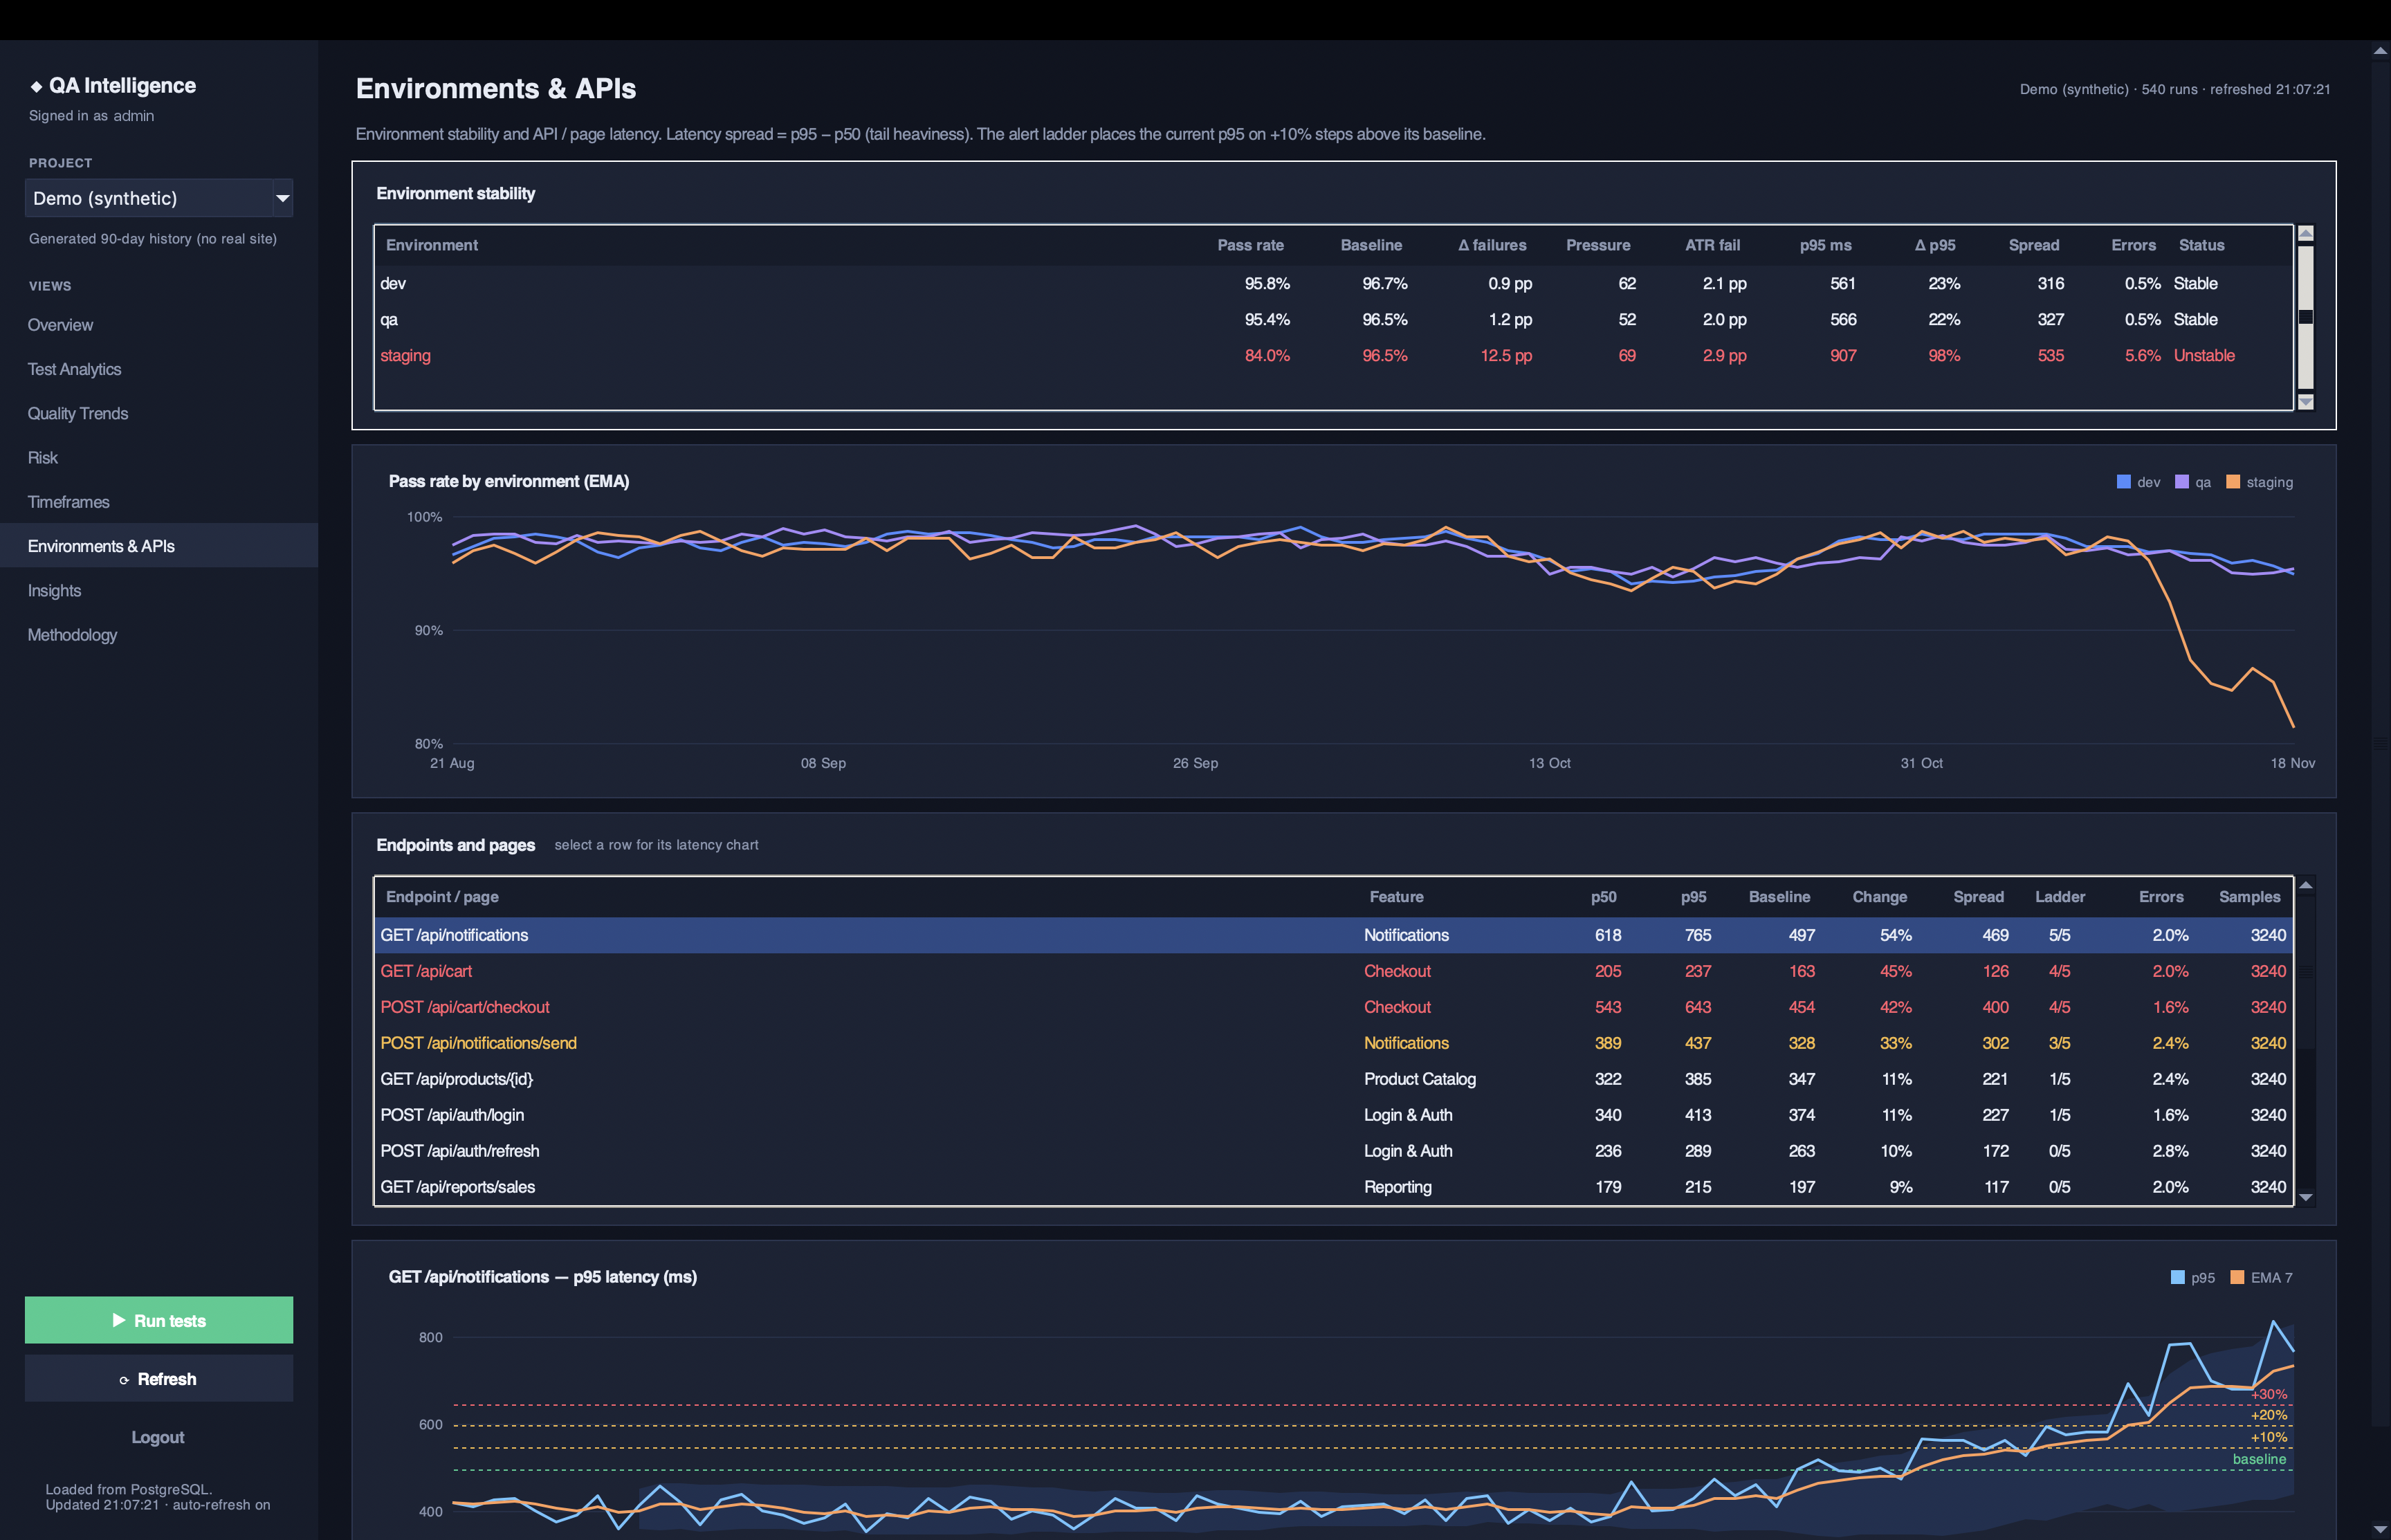 ◆ QA Intelligence
Signed in as admin
PROJECT
Demo (synthetic)
Generated 90-day history (no real site)
VIEWS
Overview
Test Analytics
Quality Trends
Risk
Timeframes
Environments & APIs
Insights
Methodology
▶ Run tests
⟳ Refresh
Logout
Loaded from PostgreSQL.
Updated 21:07:21 · auto-refresh on
Environments & APIs
Demo (synthetic) · 540 runs · refreshed 21:07:21
Environment stability and API / page latency. Latency spread = p95 – p50 (tail heaviness). The alert ladder places the current p95 on +10% steps above its baseline.
Environment stability
Environment Pass rate Baseline Δ failures Pressure ATR fail p95 ms Δ p95 Spread Errors Status
dev 95.8% 96.7% 0.9 pp 62 2.1 pp 561 23% 316 0.5% Stable
qa 95.4% 96.5% 1.2 pp 52 2.0 pp 566 22% 327 0.5% Stable
staging 84.0% 96.5% 12.5 pp 69 2.9 pp 907 98% 535 5.6% Unstable
Pass rate by environment (EMA)
dev qa staging
100%
90%
80%
21 Aug 08 Sep 26 Sep 13 Oct 31 Oct 18 Nov
Endpoints and pages select a row for its latency chart
Endpoint / page Feature p50 p95 Baseline Change Spread Ladder Errors Samples
GET /api/notifications Notifications 618 765 497 54% 469 5/5 2.0% 3240
GET /api/cart Checkout 205 237 163 45% 126 4/5 2.0% 3240
POST /api/cart/checkout Checkout 543 643 454 42% 400 4/5 1.6% 3240
POST /api/notifications/send Notifications 389 437 328 33% 302 3/5 2.4% 3240
GET /api/products/{id} Product Catalog 322 385 347 11% 221 1/5 2.4% 3240
POST /api/auth/login Login & Auth 340 413 374 11% 227 1/5 1.6% 3240
POST /api/auth/refresh Login & Auth 236 289 263 10% 172 0/5 2.8% 3240
GET /api/reports/sales Reporting 179 215 197 9% 117 0/5 2.0% 3240
GET /api/notifications — p95 latency (ms)
p95 EMA 7
800
+30%
600
+20%
+10%
baseline
400